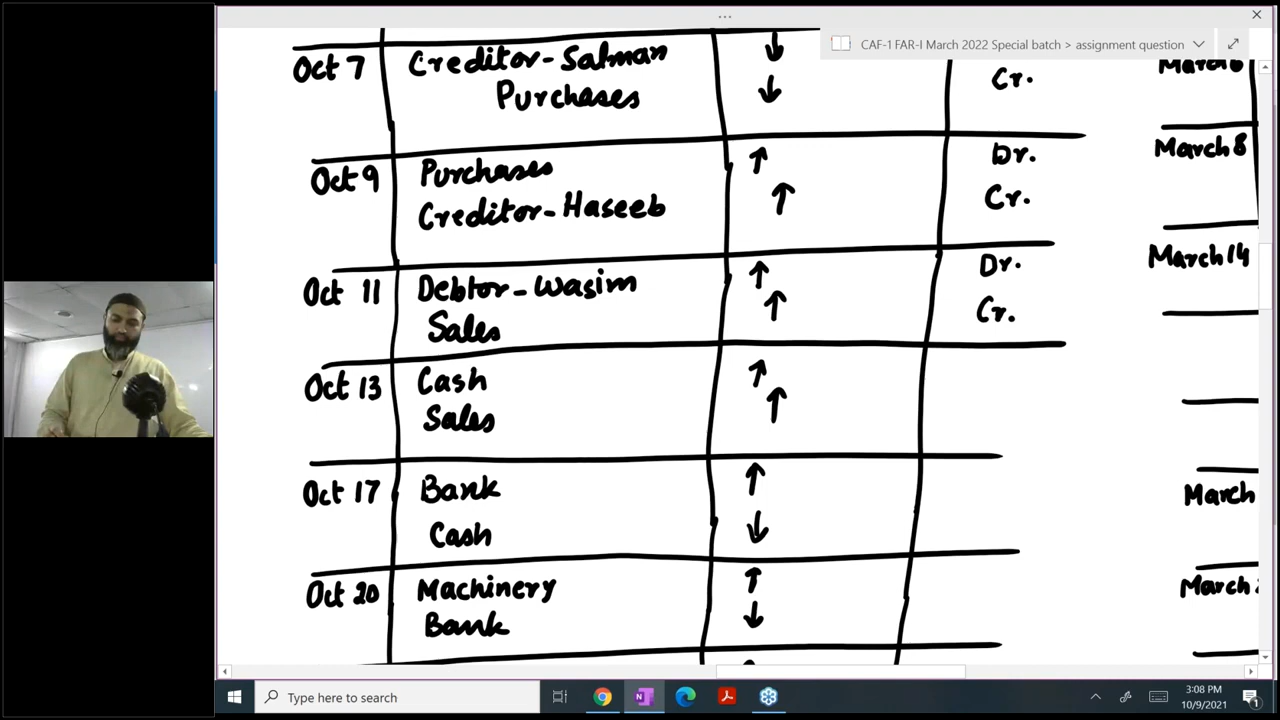 CAF-1 FAR-I March 2022 Special batch > assignment question
Oct 7 Creditor-Salman ↓
Purchases ↓ Cr.
Oct 9 Purchases ↑ Dr.
Creditor-Haseeb ↑ Cr.
Oct 11 Debtor-Wasim ↑ Dr.
Sales ↑ Cr.
Oct 13 Cash ↑
Sales ↑
Oct 17 Bank ↑
Cash ↓
Oct 20 Machinery ↑
Bank ↓
March 8
March 14
March
March
Type here to search
3:08 PM
10/9/2021
1